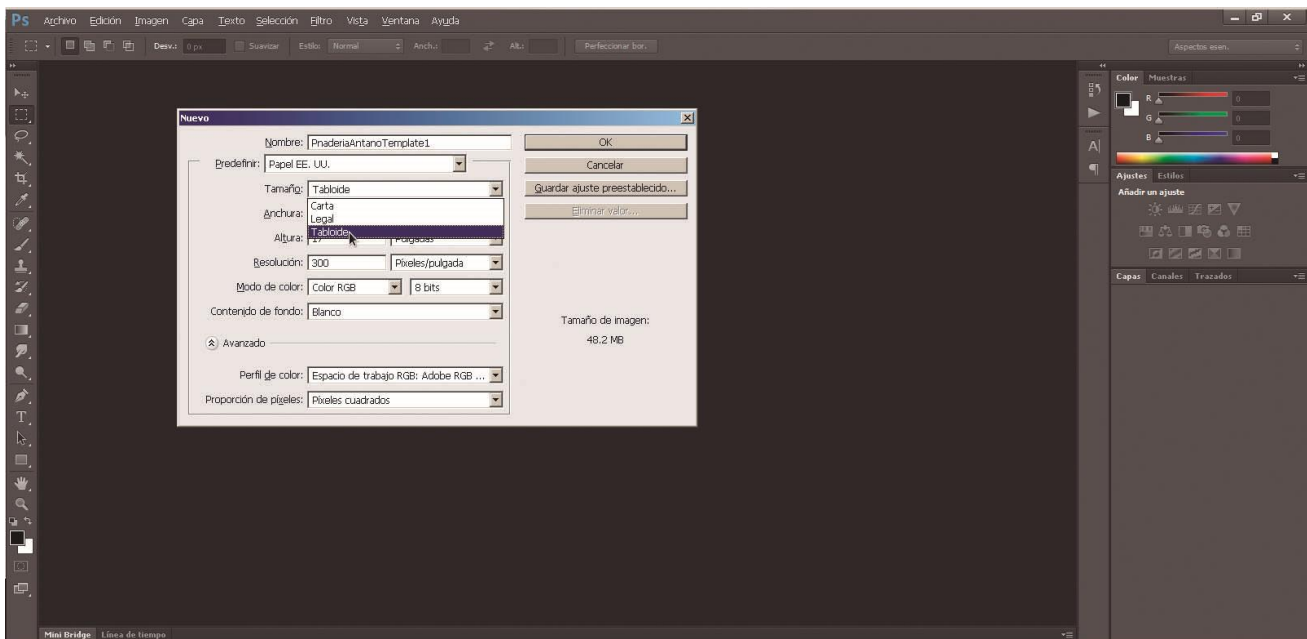 Ps Archivo Edición Imagen Capa Texto Selección Filtro Vista Ventana Ayuda
Desv.: 0 px Suavizar Estilo: Normal Anch.: Alt.: Perfeccionar bor. Aspectos esen.
Nuevo
Nombre: PnaderiaAntanoTemplate1
OK
Predefinir: Papel EE. UU.
Cancelar
Tamaño: Tabloide
Guardar ajuste preestablecido...
Carta
Anchura:
Legal
Eliminar valor...
Tabloide
Altura: 17 Pulgadas
Resolución: 300 Píxeles/pulgada
Modo de color: Color RGB 8 bits
Contenido de fondo: Blanco
Tamaño de imagen:
48.2 MB
Avanzado
Perfil de color: Espacio de trabajo RGB: Adobe RGB ...
Proporción de píxeles: Píxeles cuadrados
Color Muestras
R 0
G 0
B 0
A|
Ajustes Estilos
Añadir un ajuste
Capas Canales Trazados
T
Mini Bridge Línea de tiempo